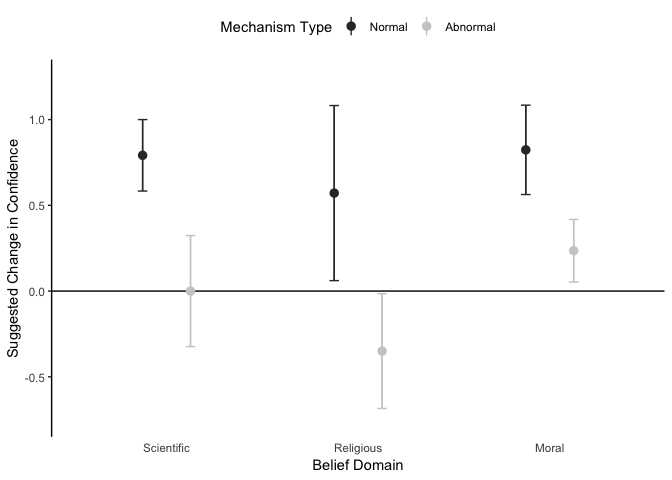 Mechanism Type Normal Abnormal
Suggested Change in Confidence
1.0
0.5
0.0
-0.5
Scientific Religious Moral
Belief Domain